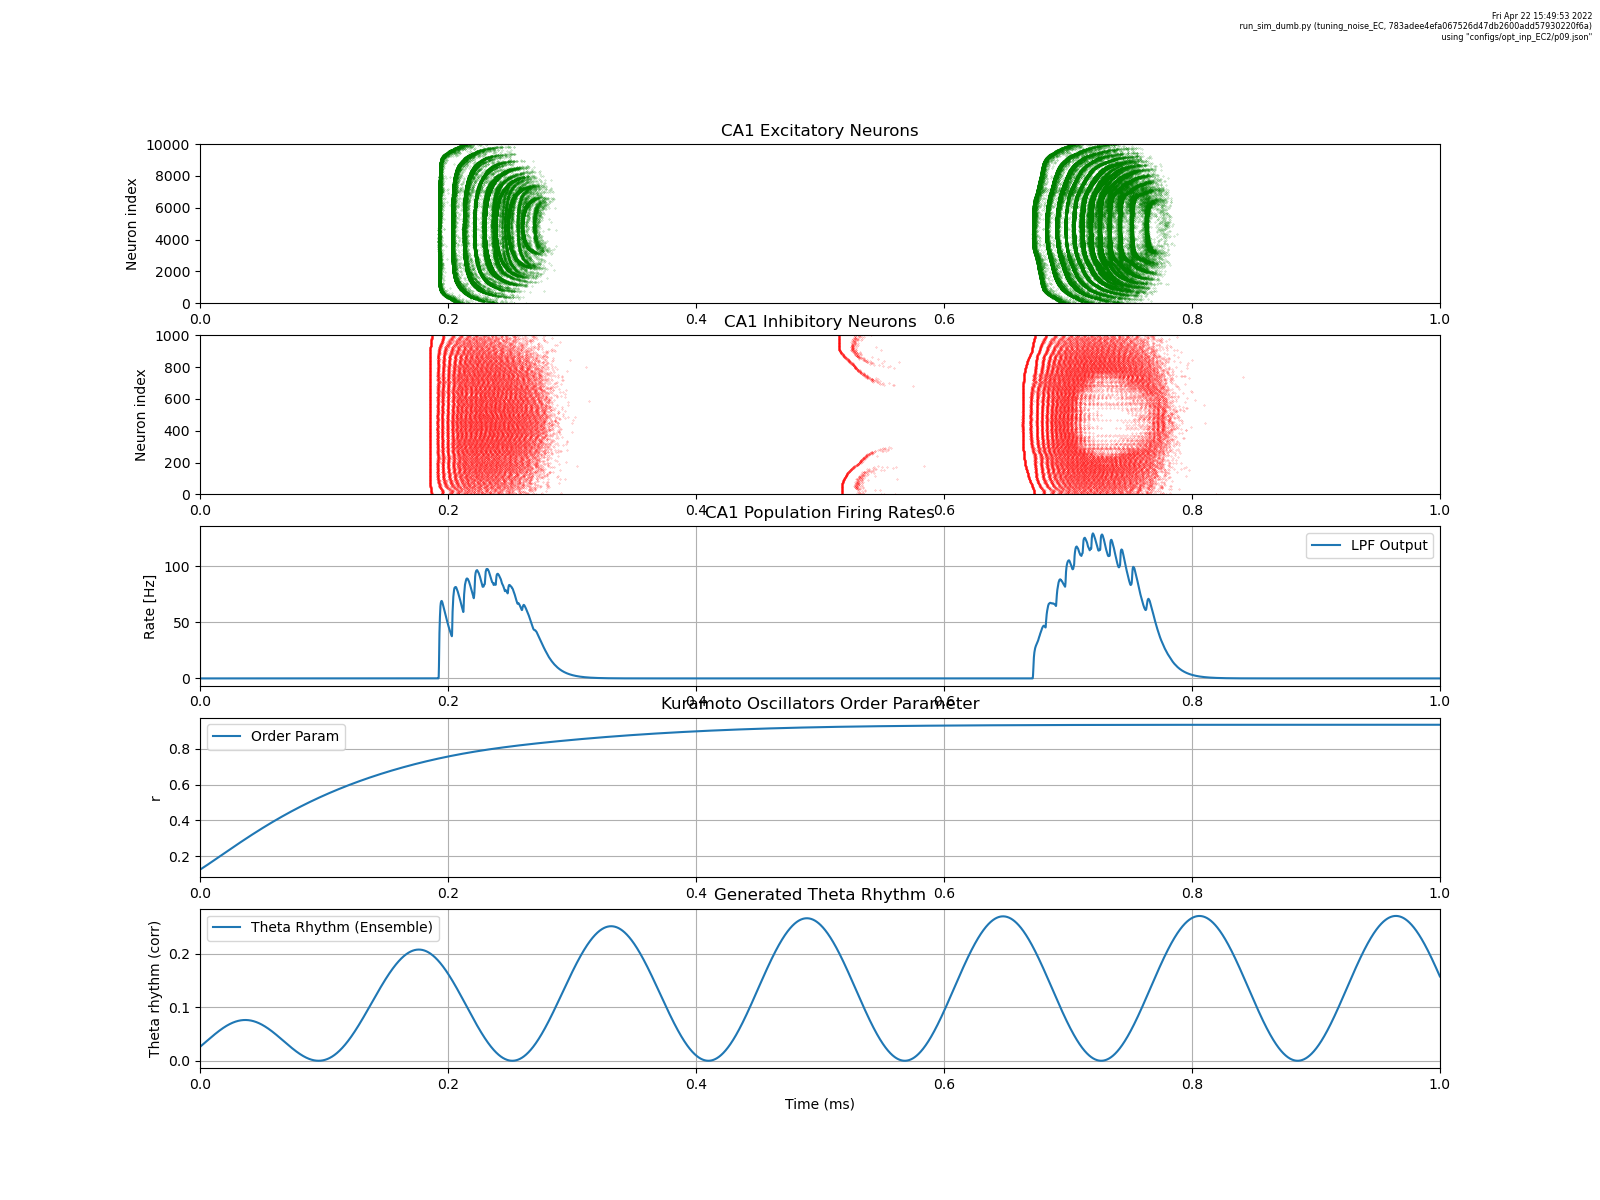 Fri Apr 22 15:49:53 2022
run_sim_dumb.py (tuning_noise_EC, 783adee4efa067526d47db2600add57930220f6a)
using "configs/opt_inp_EC2/p09.json"
CA1 Excitatory Neurons
Neuron index
10000
8000
6000
4000
2000
0
0.0 0.2 0.4 0.6 0.8 1.0
CA1 Inhibitory Neurons
Neuron index
1000
800
600
400
200
0
0.0 0.2 0.4 0.6 0.8 1.0
CA1 Population Firing Rates
Rate [Hz]
LPF Output
100
50
0
0.0 0.2 0.4 0.6 0.8 1.0
Kuramoto Oscillators Order Parameter
r
Order Param
0.8
0.6
0.4
0.2
0.0 0.2 0.4 0.6 0.8 1.0
Generated Theta Rhythm
Theta rhythm (corr)
Theta Rhythm (Ensemble)
0.2
0.1
0.0
0.0 0.2 0.4 0.6 0.8 1.0
Time (ms)